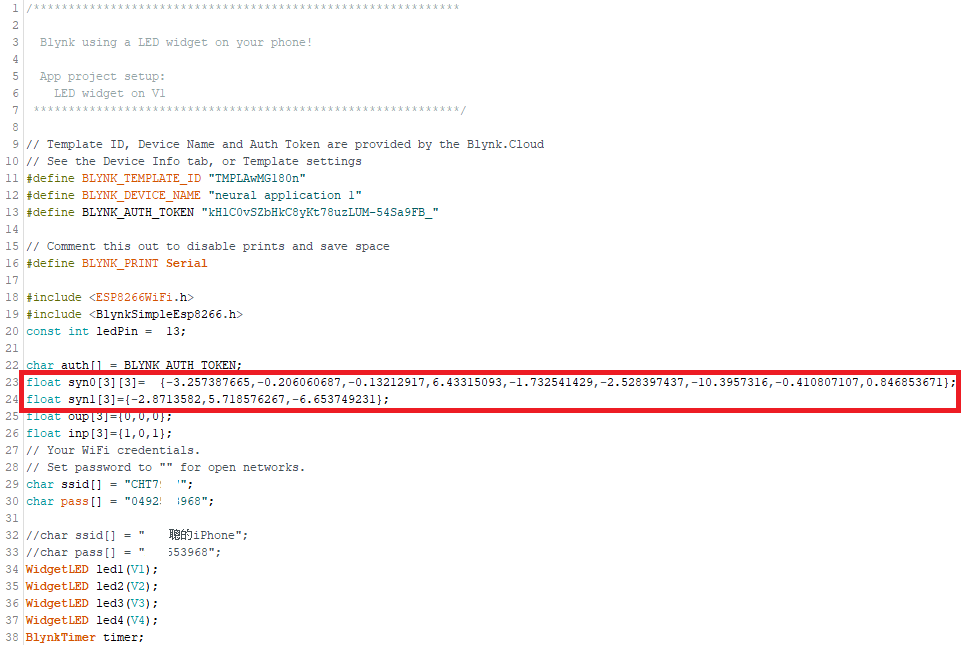 1 /*************************************************************
2
3 Blynk using a LED widget on your phone!
4
5 App project setup:
6 LED widget on V1
7 *************************************************************/
8
9 // Template ID, Device Name and Auth Token are provided by the Blynk.Cloud
10 // See the Device Info tab, or Template settings
11 #define BLYNK_TEMPLATE_ID "TMPLAwMG180n"
12 #define BLYNK_DEVICE_NAME "neural application 1"
13 #define BLYNK_AUTH_TOKEN "kHlC0vSZbHkC8yKt78uzLUM-54Sa9FB_"
14
15 // Comment this out to disable prints and save space
16 #define BLYNK_PRINT Serial
17
18 #include <ESP8266WiFi.h>
19 #include <BlynkSimpleEsp8266.h>
20 const int ledPin = 13;
21
22 char auth[] = BLYNK_AUTH_TOKEN;
23 float syn0[3][3]= {-3.257387665,-0.206060687,-0.13212917,6.43315093,-1.732541429,-2.528397437,-10.3957316,-0.410807107,0.846853671};
24 float syn1[3]={-2.8713582,5.718576267,-6.653749231};
25 float oup[3]={0,0,0};
26 float inp[3]={1,0,1};
27 // Your WiFi credentials.
28 // Set password to "" for open networks.
29 char ssid[] = "CHT7 ";
30 char pass[] = "0492 968";
31
32 //char ssid[] = " 聰的iPhone";
33 //char pass[] = " 553968";
34 WidgetLED led1(V1);
35 WidgetLED led2(V2);
36 WidgetLED led3(V3);
37 WidgetLED led4(V4);
38 BlynkTimer timer;